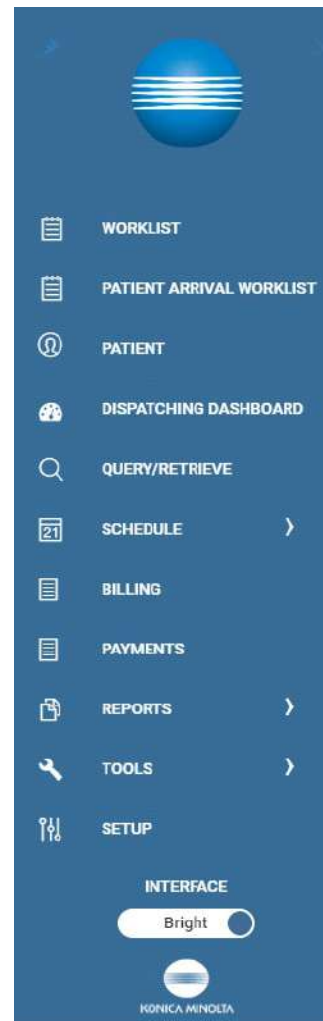 WORKLIST
PATIENT ARRIVAL WORKLIST
PATIENT
DISPATCHING DASHBOARD
QUERY/RETRIEVE
21 SCHEDULE
BILLING
PAYMENTS
REPORTS
TOOLS
SETUP
INTERFACE
Bright
KONICA MINOLTA